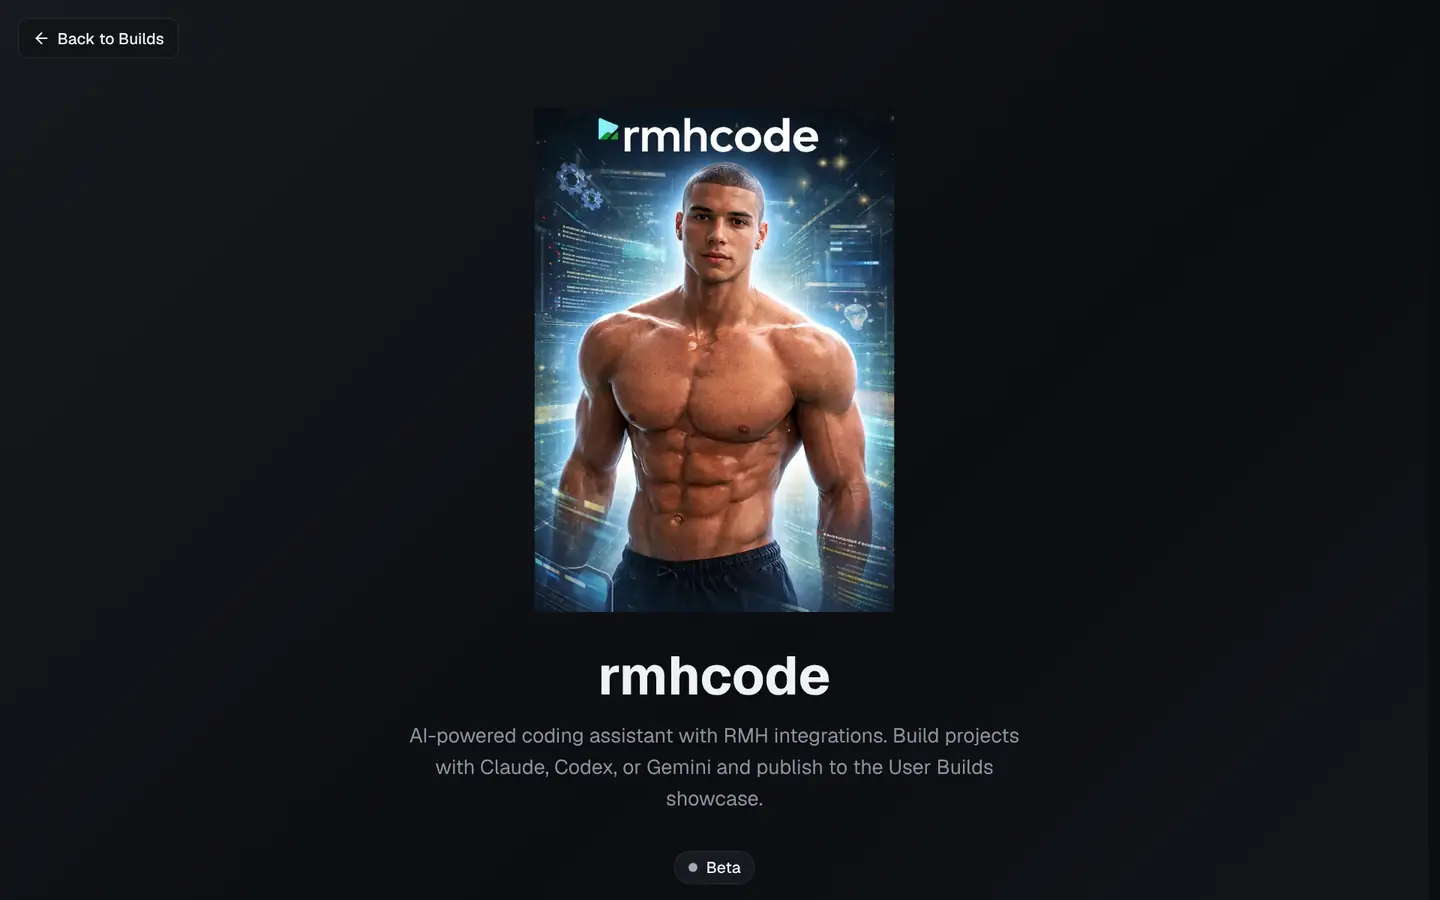 Back to Builds
rmhcode
rmhcode
AI-powered coding assistant with RMH integrations. Build projects
with Claude, Codex, or Gemini and publish to the User Builds
showcase.
Beta